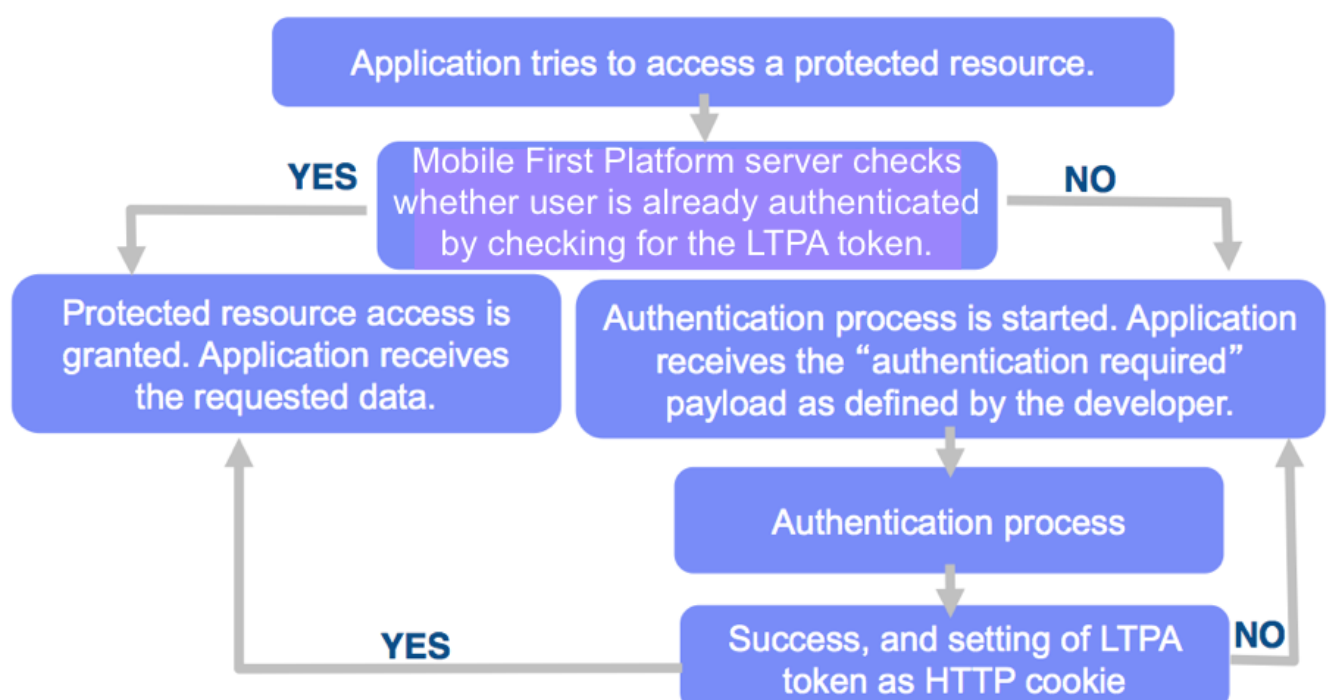 Application tries to access a protected resource.
YES
Mobile First Platform server checks
whether user is already authenticated
by checking for the LTPA token.
NO
Protected resource access is
granted. Application receives
the requested data.
Authentication process is started. Application
receives the “authentication required”
payload as defined by the developer.
Authentication process
YES
Success, and setting of LTPA
token as HTTP cookie
NO